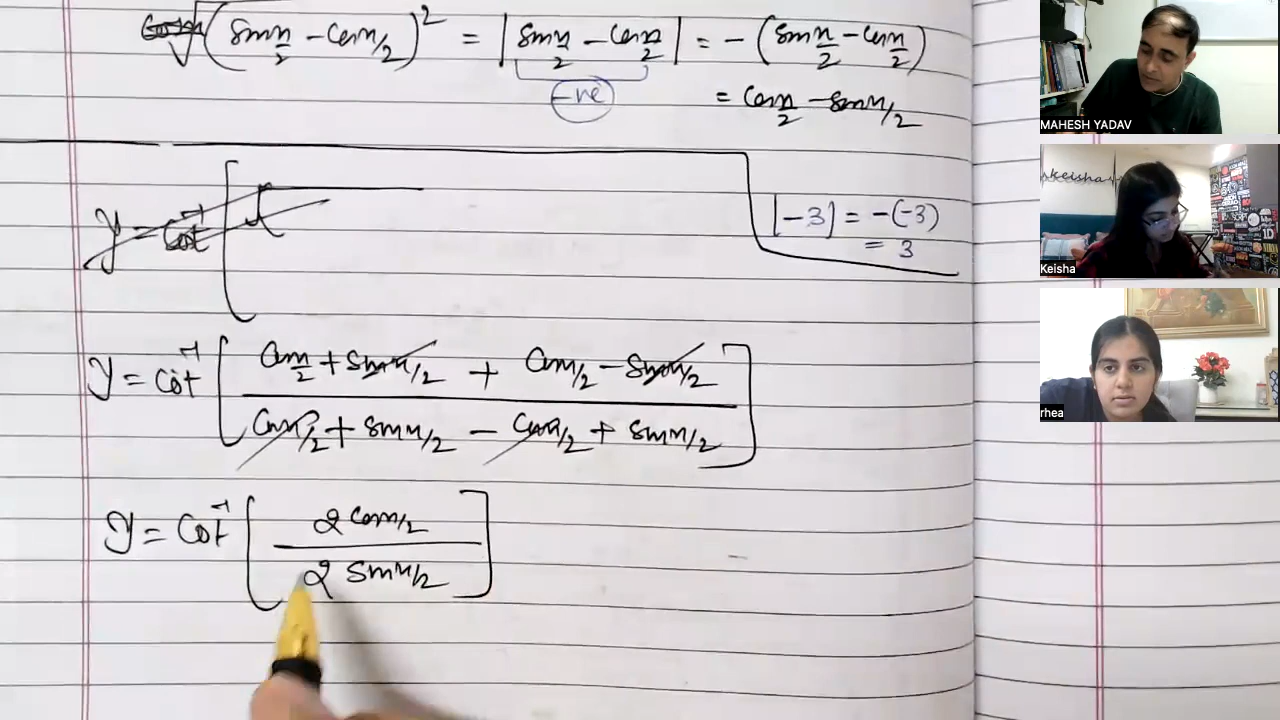 √(sin x/2 - cos x/2)² = |sin x/2 - cos x/2| = -(sin x/2 - cos x/2)
-ve
= cos x/2 - sin x/2
MAHESH YADAV
y = cot⁻¹ [
|-3| = -(-3)
= 3
Keisha
y = cot⁻¹ [ (cos x/2 + sin x/2 + cos x/2 - sin x/2) / (cos x/2 + sin x/2 - cos x/2 + sin x/2) ]
rhea
y = cot⁻¹ [ (2 cos x/2) / (2 sin x/2) ]